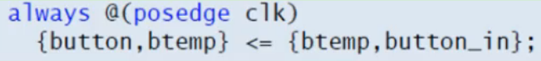 always @(posedge clk)
{button,btemp} <= {btemp,button_in};